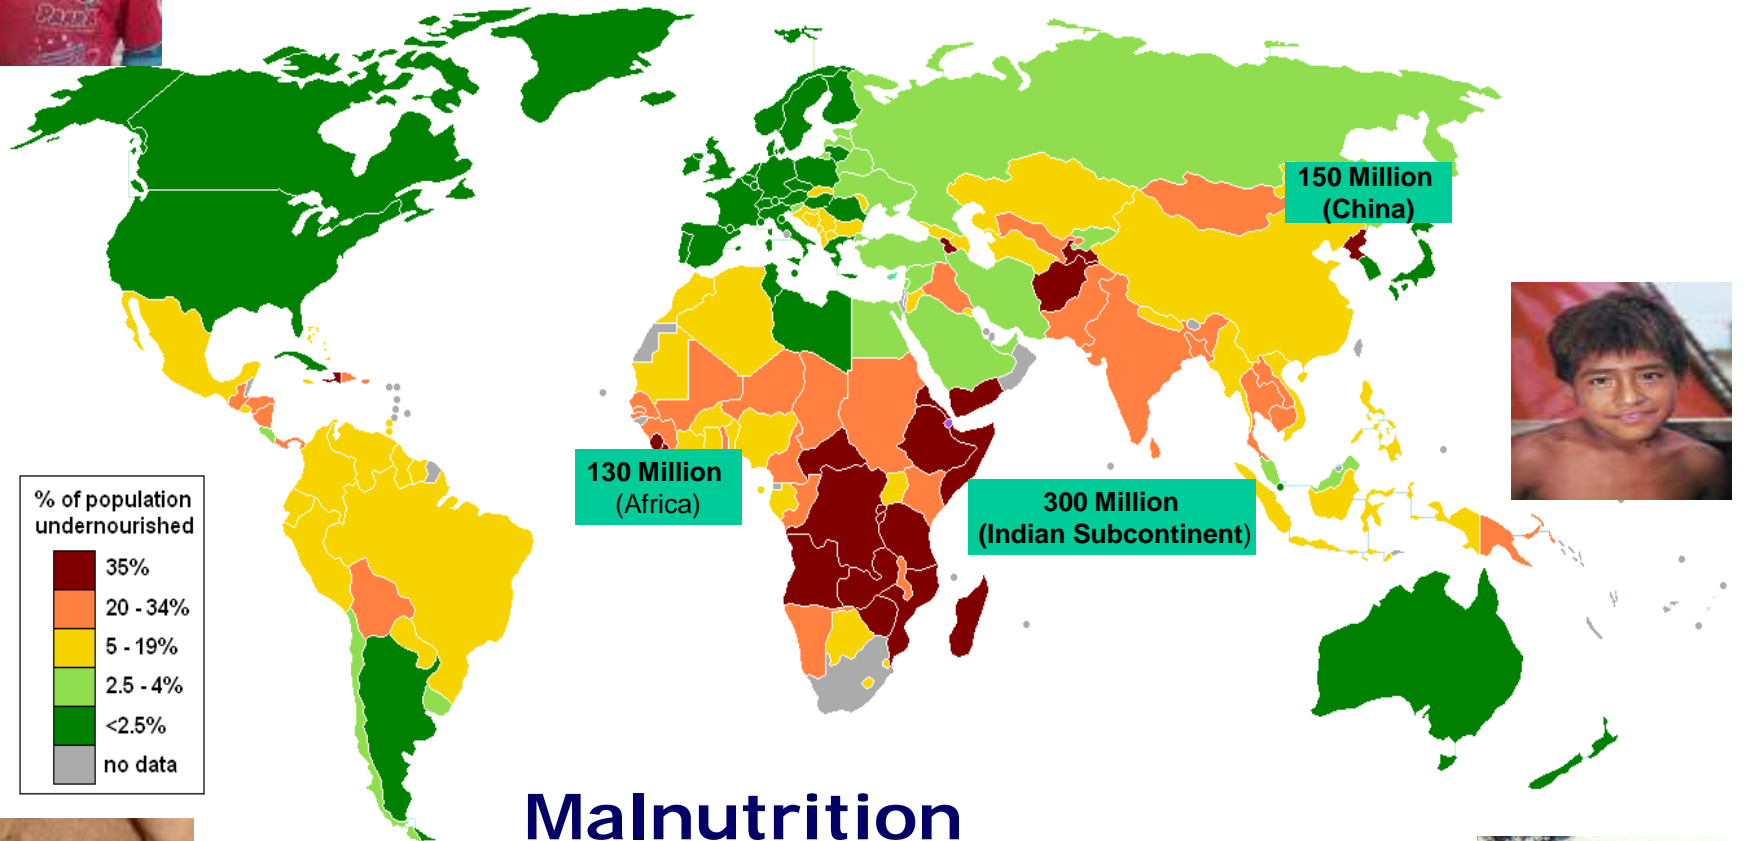 150 Million
(China)
130 Million
(Africa)
300 Million
(Indian Subcontinent)
% of population
undernourished
35%
20 - 34%
5 - 19%
2.5 - 4%
<2.5%
no data
Malnutrition